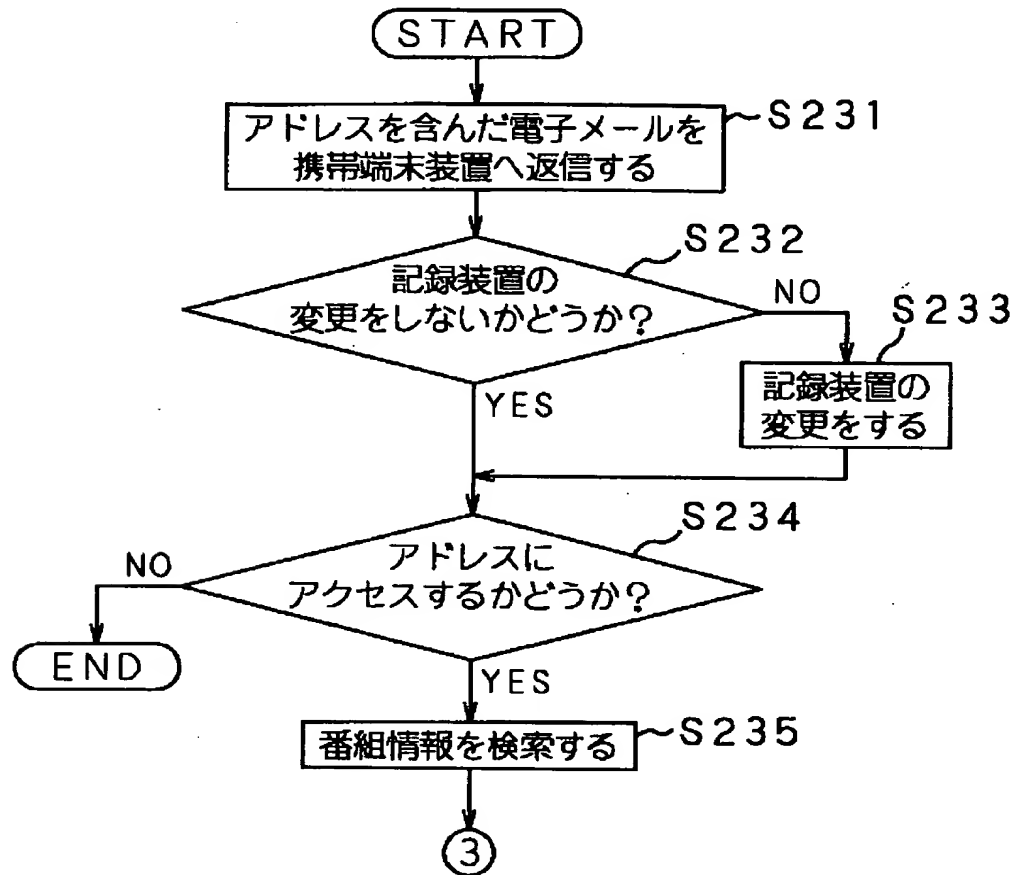 START
アドレスを含んだ電子メールを
携帯端末装置へ返信する
S231
記録装置の
変更をしないかどうか?
S232
NO
YES
記録装置の
変更をする
S233
アドレスに
アクセスするかどうか?
S234
NO
END
YES
番組情報を検索する
S235
3